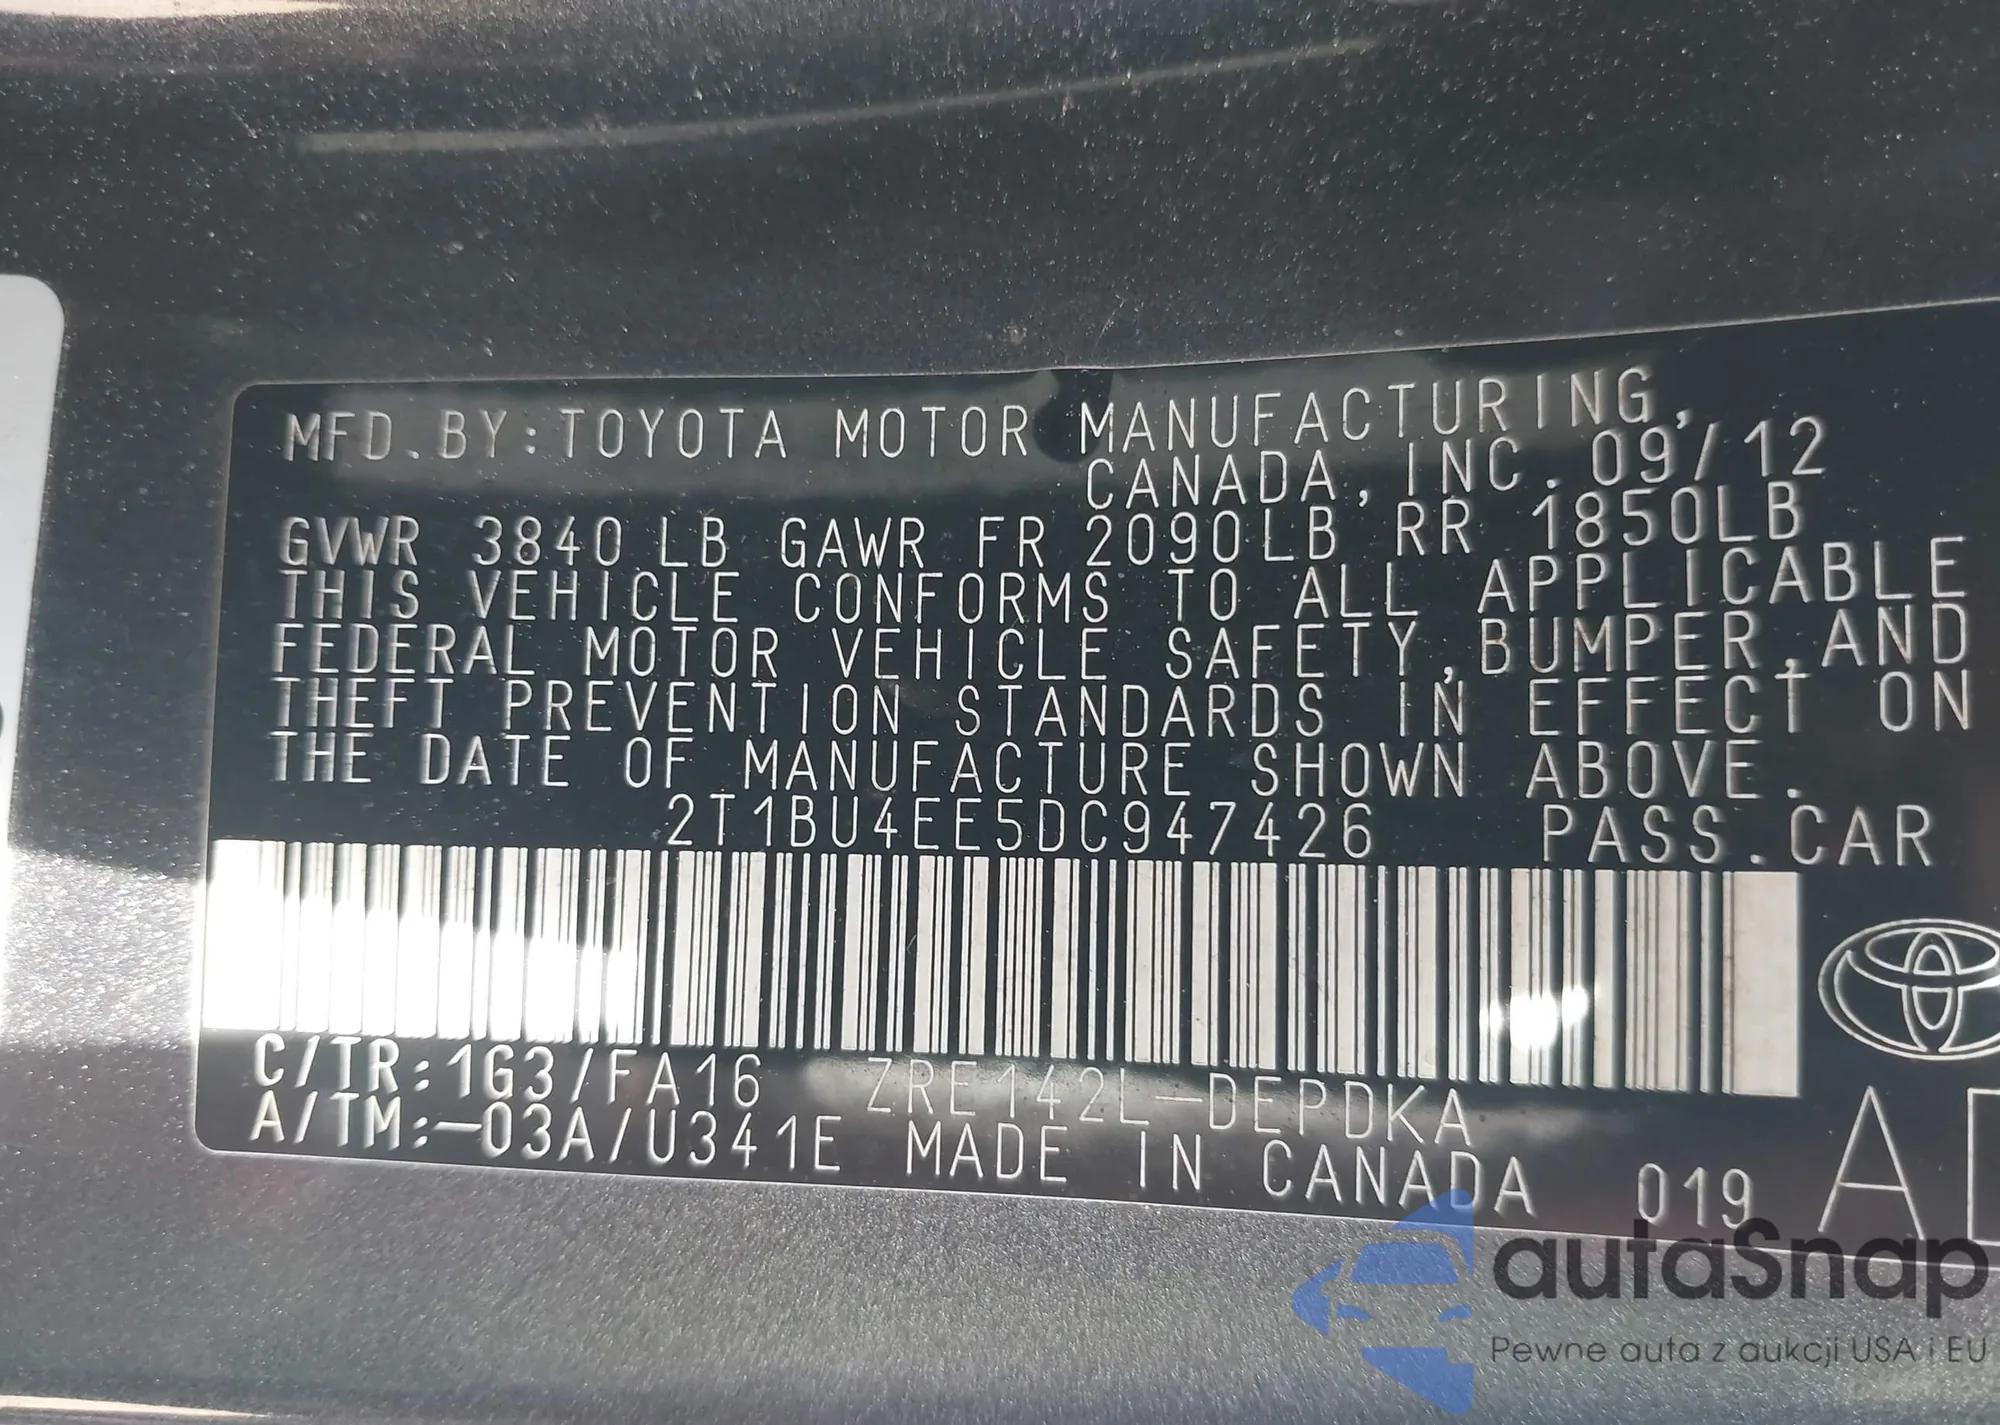 MFD.BY:TOYOTA MOTOR MANUFACTURING,
CANADA, INC. 09/12
GVWR 3840 LB GAWR FR 2090LB RR 1850LB
THIS VEHICLE CONFORMS TO ALL APPLICABLE
FEDERAL MOTOR VEHICLE SAFETY,BUMPER,AND
THEFT PREVENTION STANDARDS IN EFFECT ON
THE DATE OF MANUFACTURE SHOWN ABOVE.
2T1BU4EE5DC947426 PASS.CAR
C/TR:1G3/FA16 ZRE142L-DEPDKA
A/TM:-03A/U341E MADE IN CANADA 019 A
autaSnap
Pewne auta z aukcji USA i EU